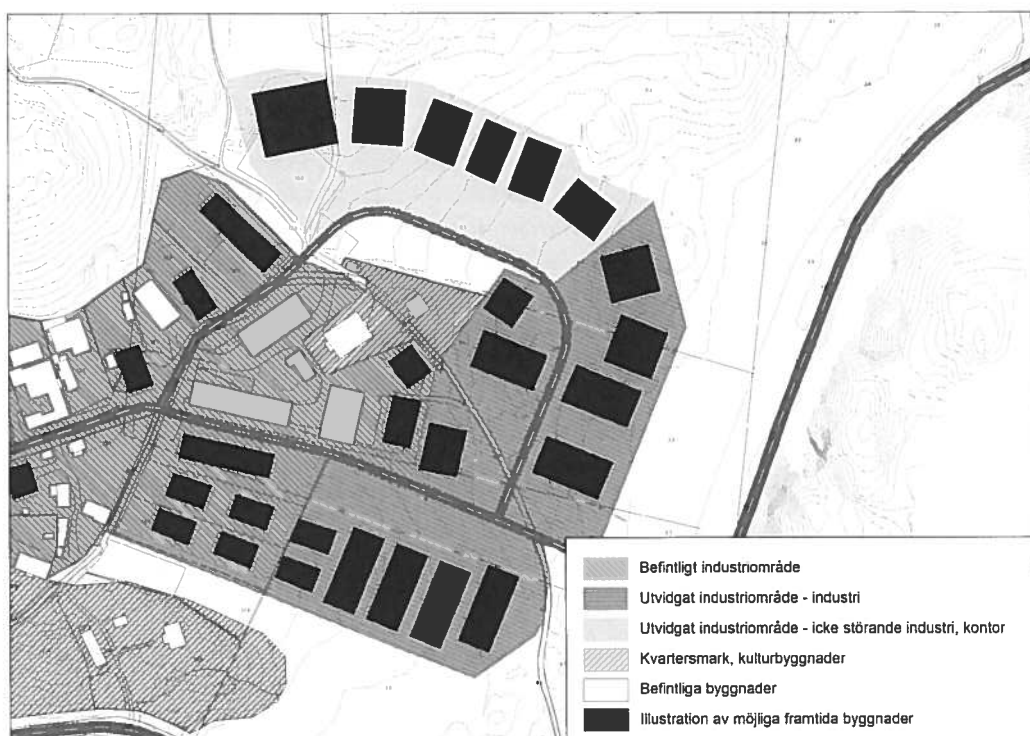 Befintligt industriområde
Utvidgat industriområde - industri
Utvidgat industriområde - icke störande industri, kontor
Kvartersmark, kulturbyggnader
Befintliga byggnader
Illustration av möjliga framtida byggnader